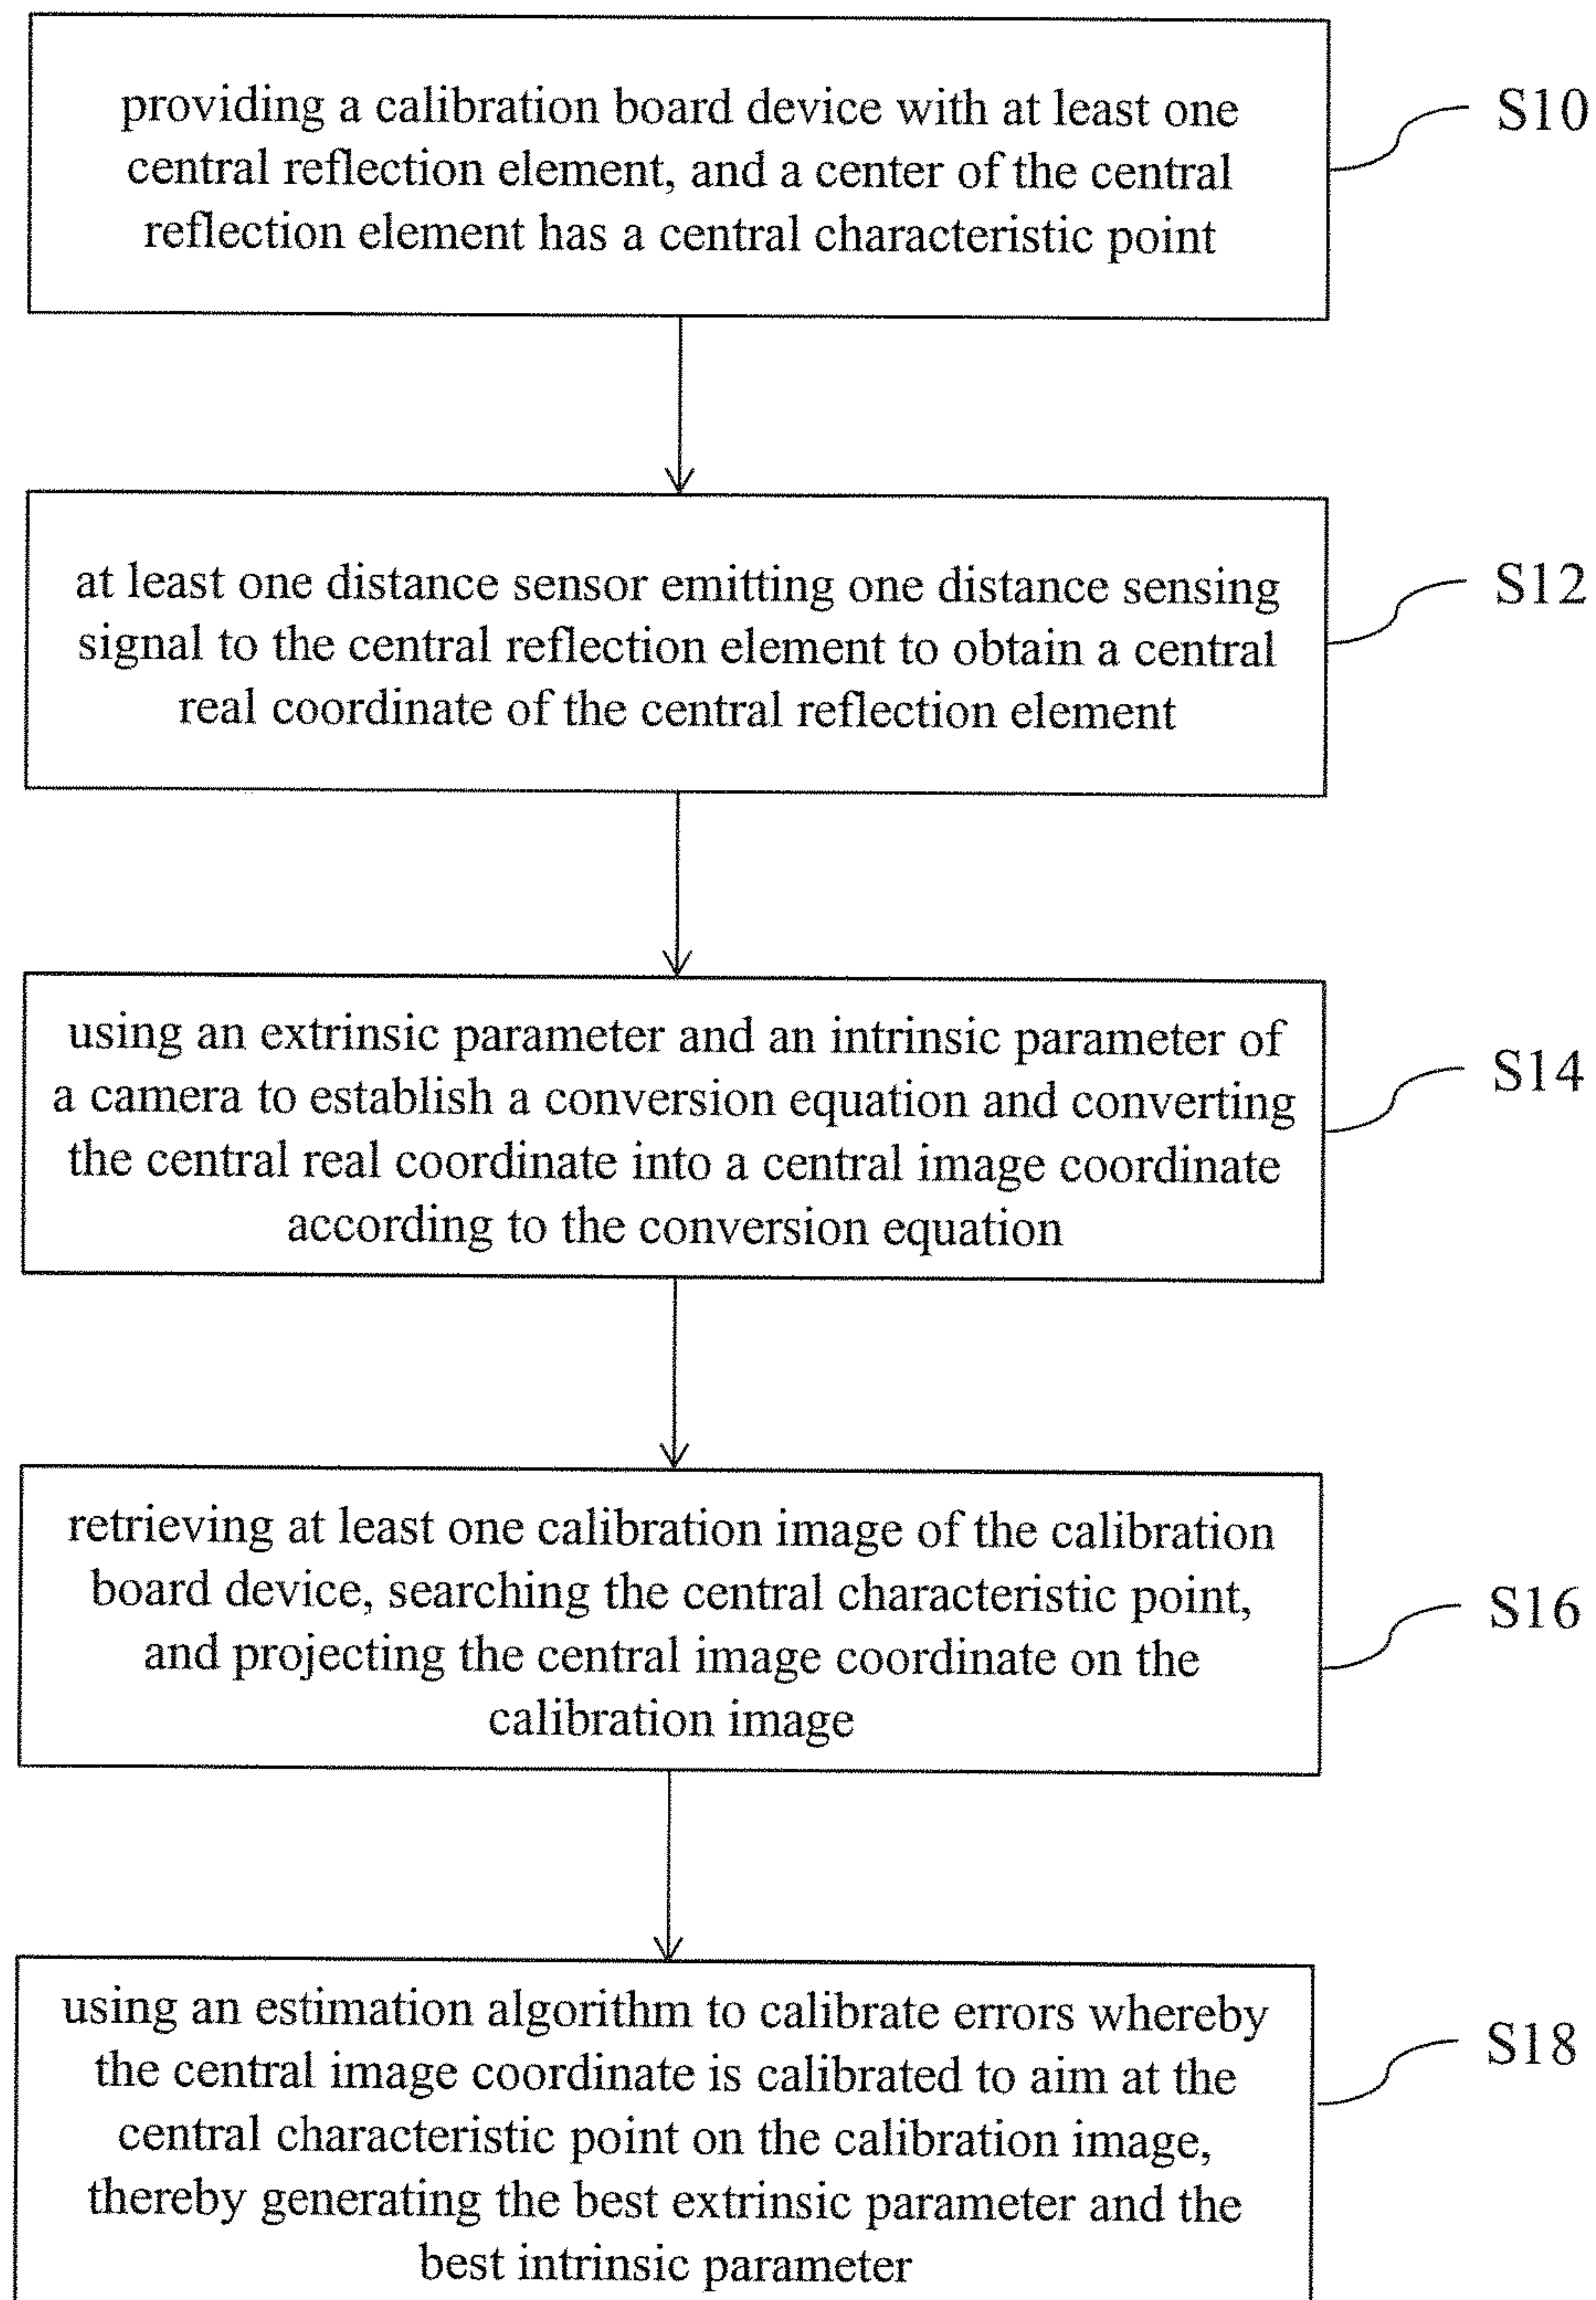 providing a calibration board device with at least one
central reflection element, and a center of the central
reflection element has a central characteristic point
S10
at least one distance sensor emitting one distance sensing
signal to the central reflection element to obtain a central
real coordinate of the central reflection element
S12
using an extrinsic parameter and an intrinsic parameter of
a camera to establish a conversion equation and converting
the central real coordinate into a central image coordinate
according to the conversion equation
S14
retrieving at least one calibration image of the calibration
board device, searching the central characteristic point,
and projecting the central image coordinate on the
calibration image
S16
using an estimation algorithm to calibrate errors whereby
the central image coordinate is calibrated to aim at the
central characteristic point on the calibration image,
thereby generating the best extrinsic parameter and the
best intrinsic parameter
S18